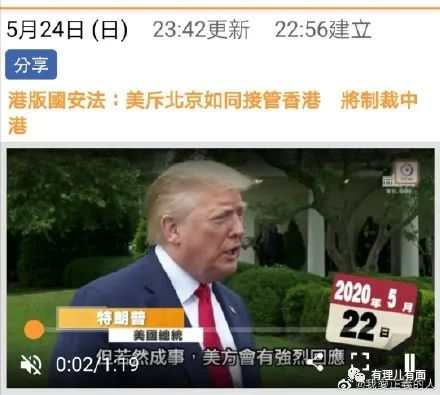 5月24日 (日) 23:42更新 22:56建立
分享
港版國安法：美斥北京如同接管香港 將制裁中
港
WH.GOV
2020年5月
22日
特朗普
美國總統
但若然成事，美方會有強烈回應
0:02/1:19
有理儿有面
@我愛正義的人